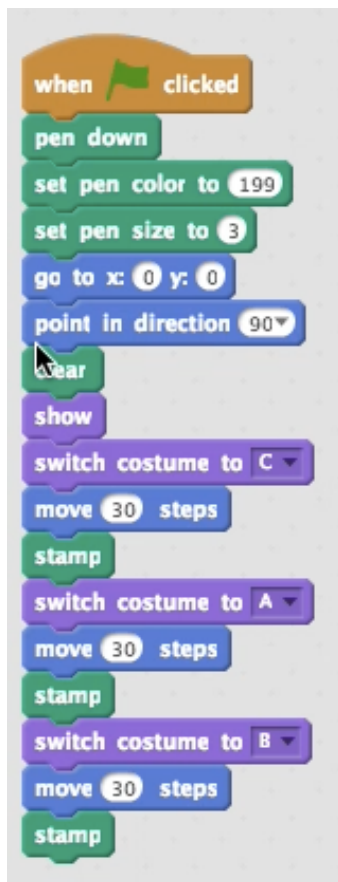 when clicked
pen down
set pen color to 199
set pen size to 3
go to x: 0 y: 0
point in direction 90
clear
show
switch costume to C
move 30 steps
stamp
switch costume to A
move 30 steps
stamp
switch costume to B
move 30 steps
stamp